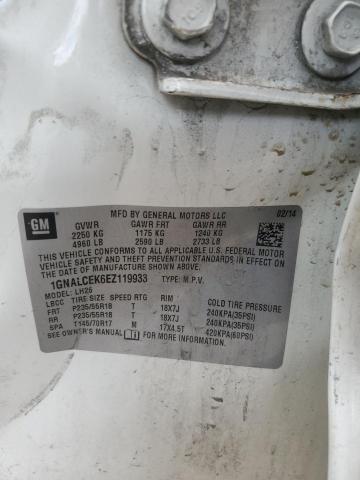 MFD BY GENERAL MOTORS LLC 02/14
GM
GVWR GAWR FRT GAWR RR
2250 KG 1175 KG 1240 KG
4960 LB 2590 LB 2733 LB
THIS VEHICLE CONFORMS TO ALL APPLICABLE U.S. FEDERAL MOTOR
VEHICLE SAFETY AND THEFT PREVENTION STANDARDS IN EFFECT ON
THE DATE OF MANUFACTURE SHOWN ABOVE.
1GNALCEK6EZ119933 TYPE: M.P.V.
MODEL: LH26
LBCC TIRE SIZE SPEED RTG RIM COLD TIRE PRESSURE
FRT P235/55R18 T 18X7J 240KPA(35PSI)
RR P235/55R18 T 18X7J 240KPA(35PSI)
SPA T145/70R17 M 17X4.5T 420KPA(60PSI)
SEE OWNER'S MANUAL FOR MORE INFORMATION